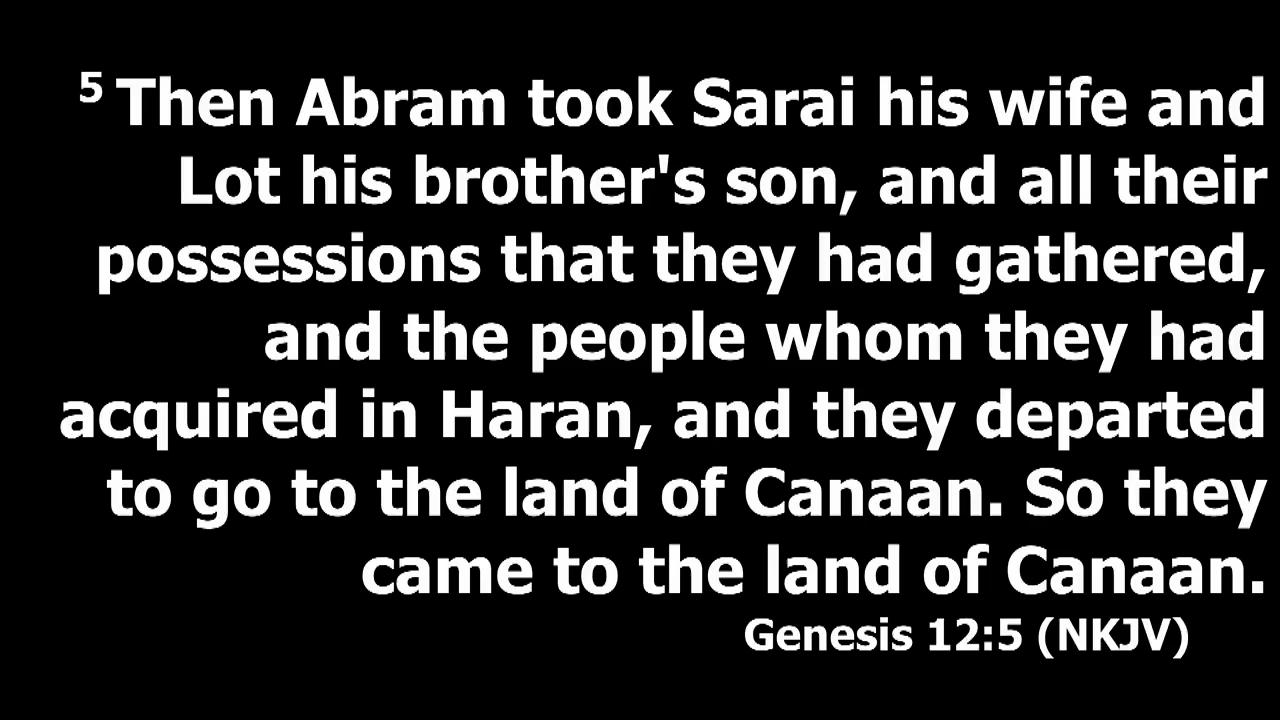 5 Then Abram took Sarai his wife and
Lot his brother's son, and all their
possessions that they had gathered,
and the people whom they had
acquired in Haran, and they departed
to go to the land of Canaan. So they
came to the land of Canaan.
Genesis 12:5 (NKJV)